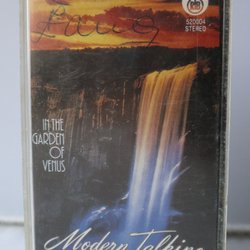 520004
STEREO
IN THE
GARDEN
OF
VENUS
Modern Talking